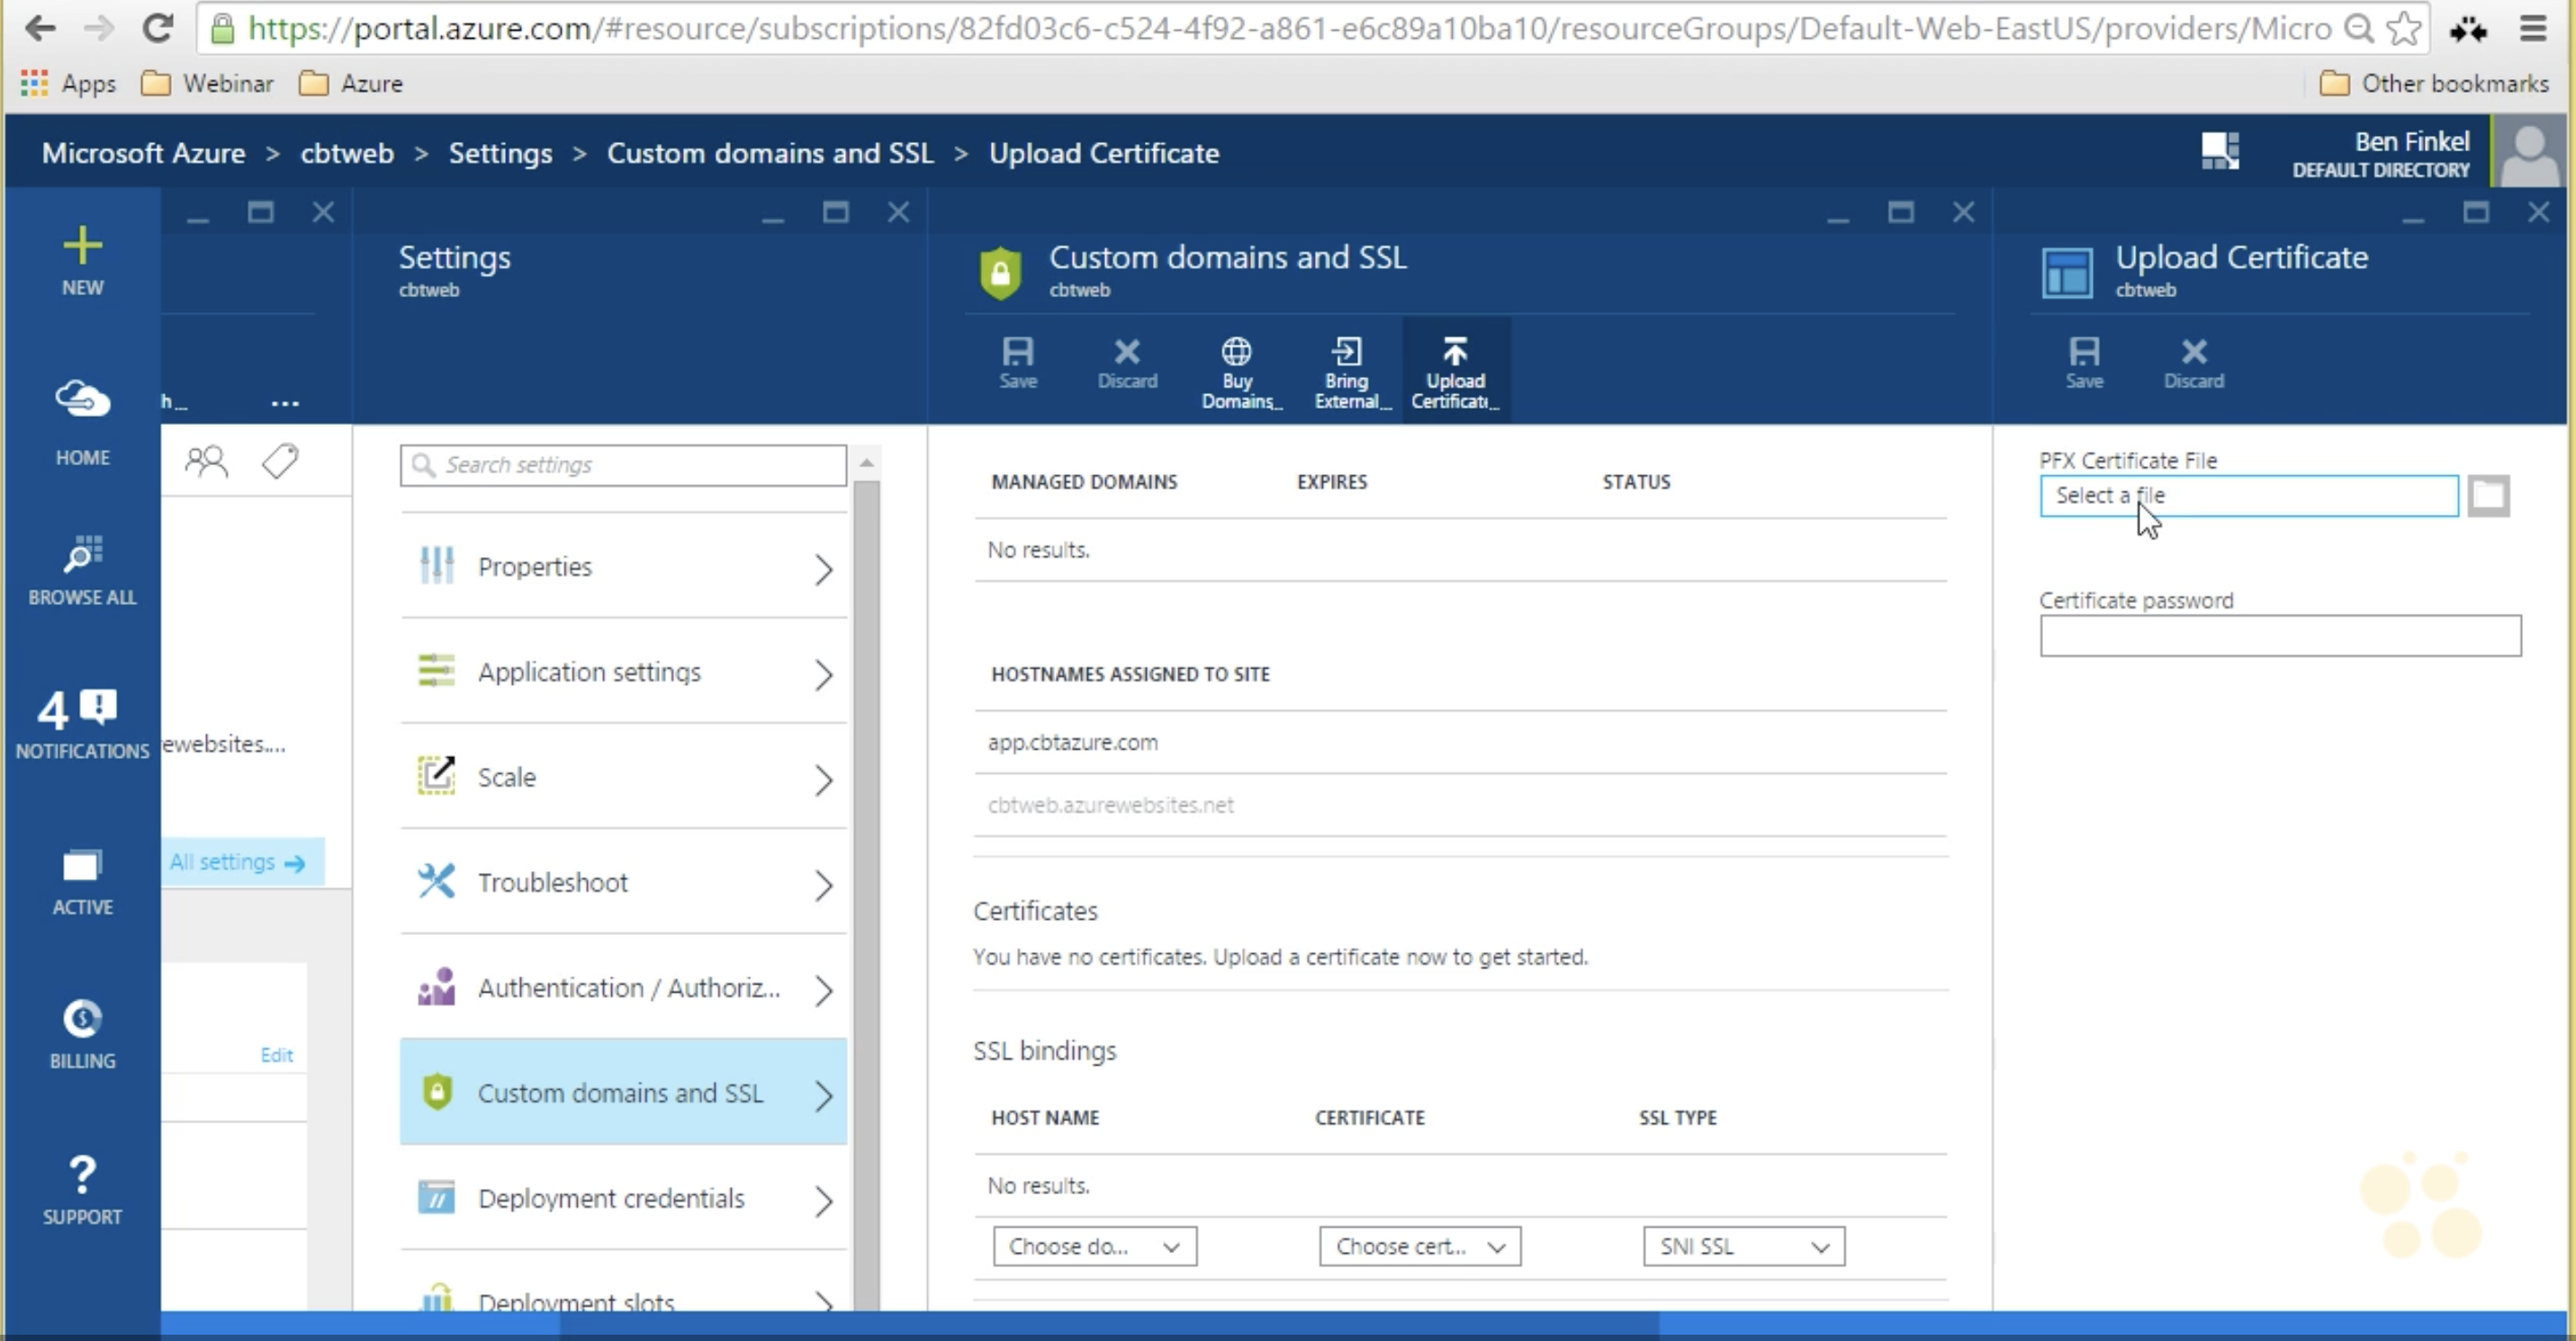 https://portal.azure.com/#resource/subscriptions/82fd03c6-c524-4f92-a861-e6c89a10ba10/resourceGroups/Default-Web-EastUS/providers/Micro
Apps Webinar Azure Other bookmarks
Microsoft Azure > cbtweb > Settings > Custom domains and SSL > Upload Certificate
Ben Finkel
DEFAULT DIRECTORY
NEW
HOME
BROWSE ALL
4
NOTIFICATIONS
ACTIVE
BILLING
?
SUPPORT
h_ ...
ewebsites....
All settings
Edit
Settings
cbtweb
Search settings
Properties
Application settings
Scale
Troubleshoot
Authentication / Authoriz...
Custom domains and SSL
Deployment credentials
Deployment slots
Custom domains and SSL
cbtweb
Save
Discard
Buy
Domains_
Bring
External_
Upload
Certificat_
MANAGED DOMAINS EXPIRES STATUS
No results.
HOSTNAMES ASSIGNED TO SITE
app.cbtazure.com
cbtweb.azurewebsites.net
Certificates
You have no certificates. Upload a certificate now to get started.
SSL bindings
HOST NAME CERTIFICATE SSL TYPE
No results.
Choose do... Choose cert... SNI SSL
Upload Certificate
cbtweb
Save
Discard
PFX Certificate File
Select a file
Certificate password